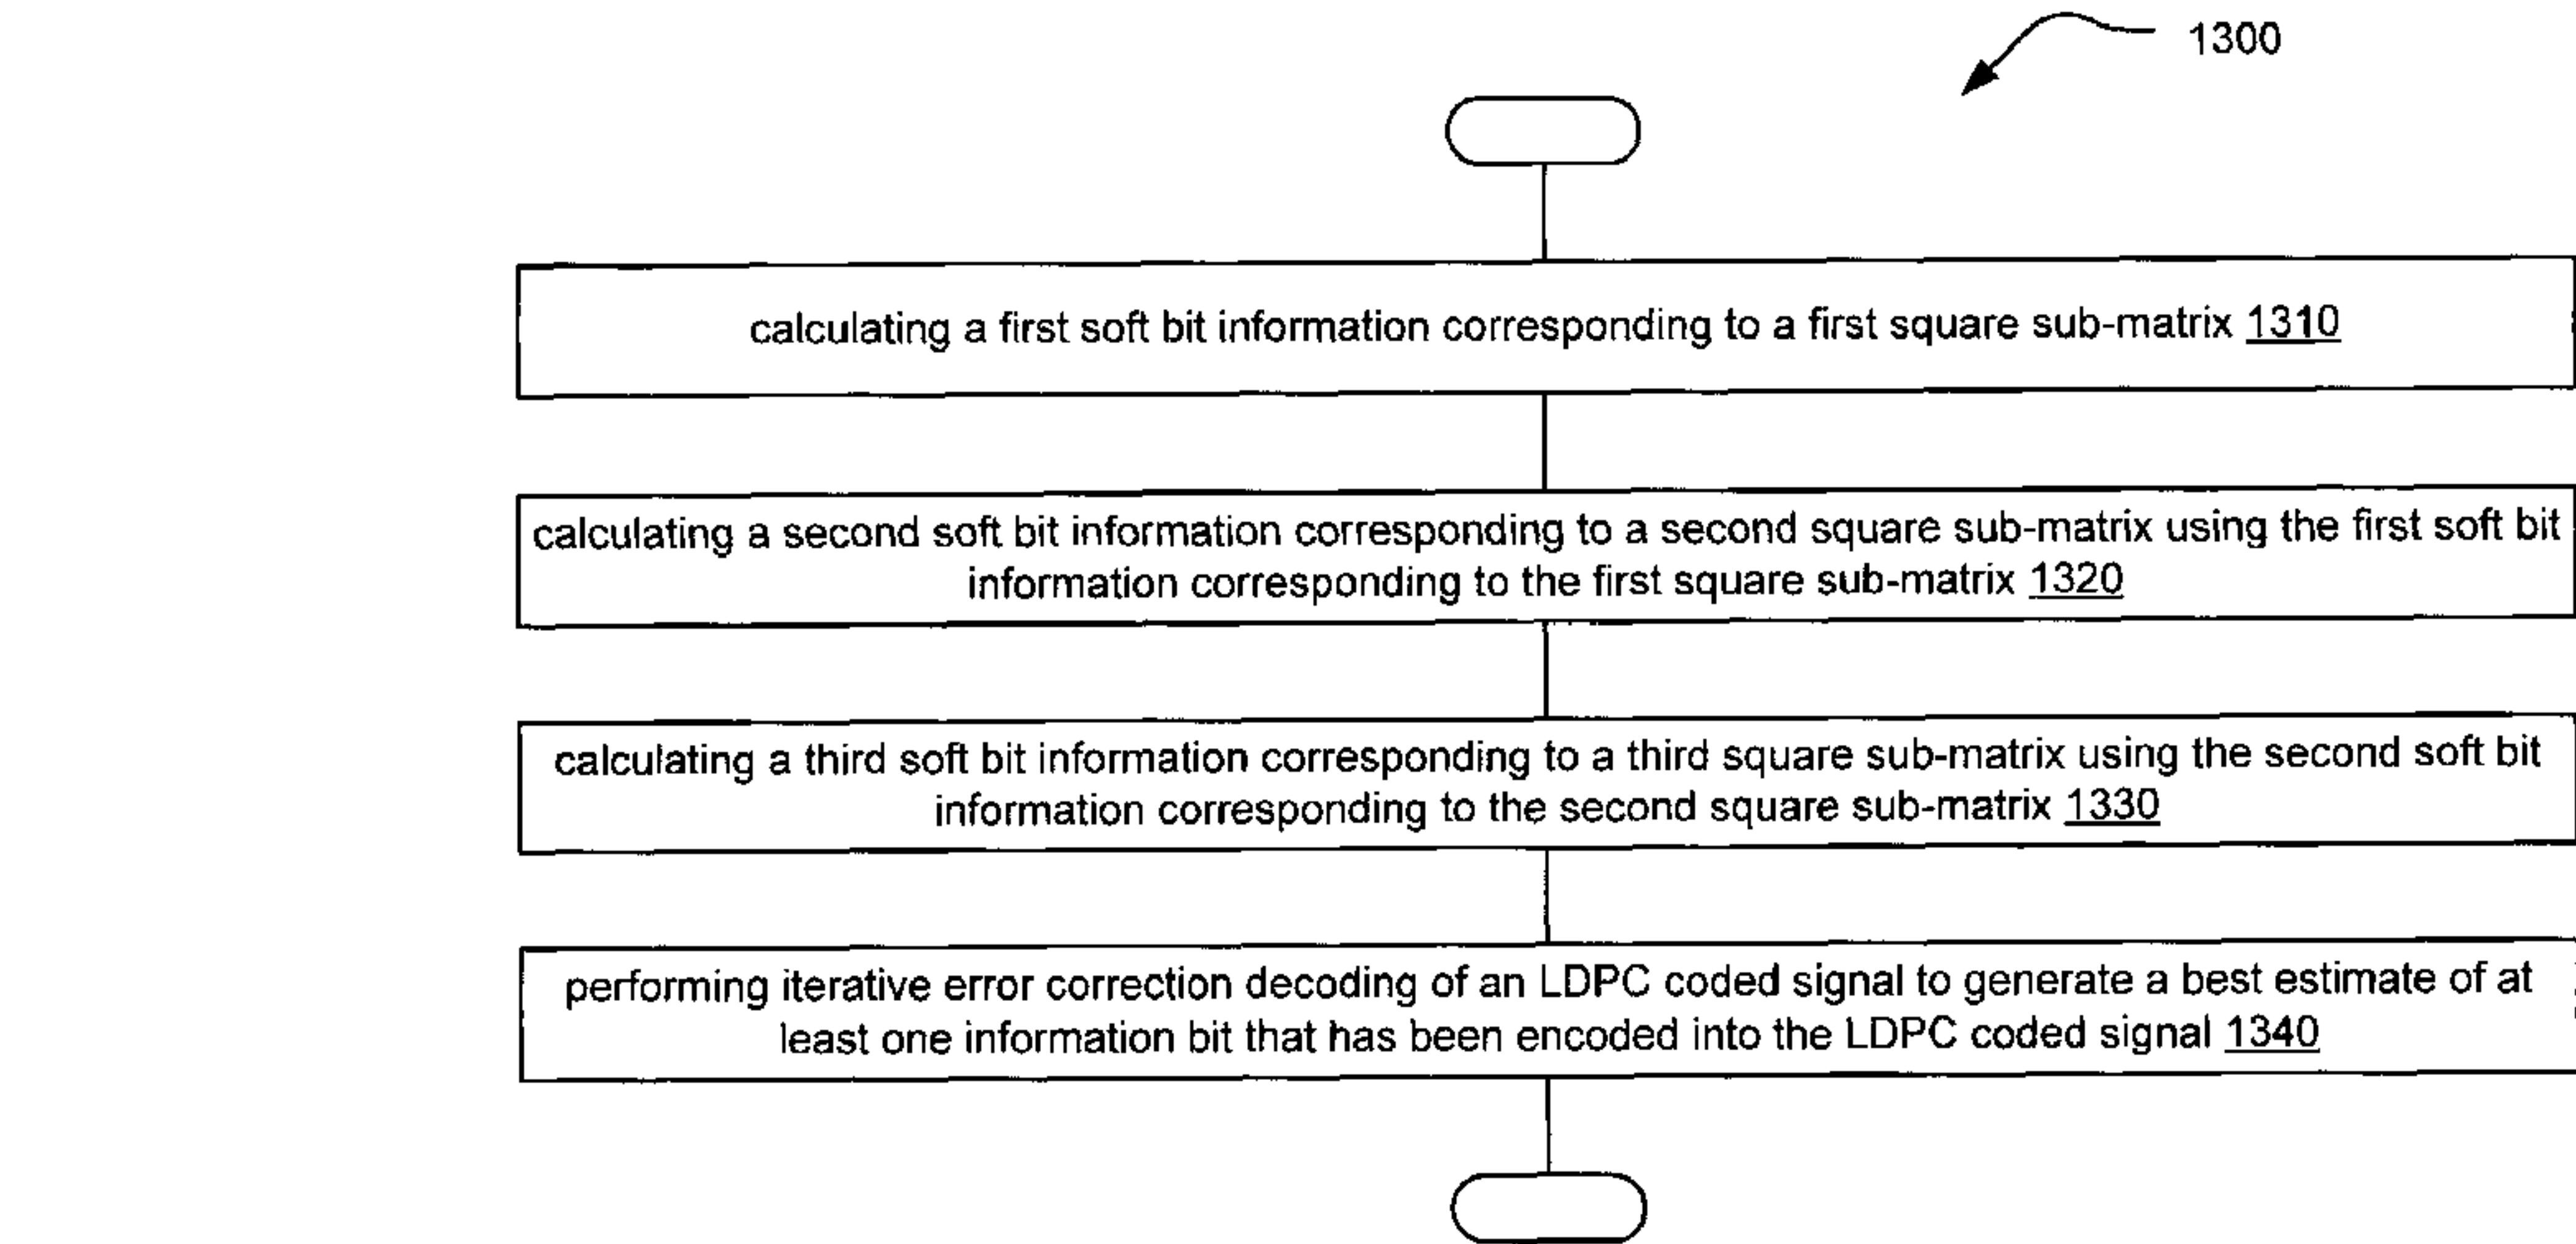 1300
calculating a first soft bit information corresponding to a first square sub-matrix 1310
calculating a second soft bit information corresponding to a second square sub-matrix using the first soft bit
information corresponding to the first square sub-matrix 1320
calculating a third soft bit information corresponding to a third square sub-matrix using the second soft bit
information corresponding to the second square sub-matrix 1330
performing iterative error correction decoding of an LDPC coded signal to generate a best estimate of at
least one information bit that has been encoded into the LDPC coded signal 1340